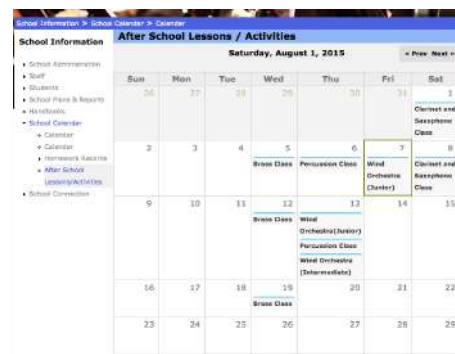 School Information > School Calendar > Calendar
School Information
School Administration
Staff
Students
School Plans & Reports
Handbooks
School Calendar
Calendar
Calendar
Homework Records
After School
Lessons/Activities
School Connection
After School Lessons / Activities
Saturday, August 1, 2015
« Prev Next »
Sun Mon Tue Wed Thu Fri Sat
26 27 28 29 30 31 1
Clarinet and
Saxophone
Class
2 3 4 5 6 7 8
Brass Class Percussion Class Wind Clarinet and
Orchestra Saxophone
(Junior) Class
9 10 11 12 13 14 15
Brass Class Wind
Orchestra(Junior)
Percussion Class
Wind Orchestra
(Intermediate)
16 17 18 19 20 21 22
Brass Class
23 24 25 26 27 28 29